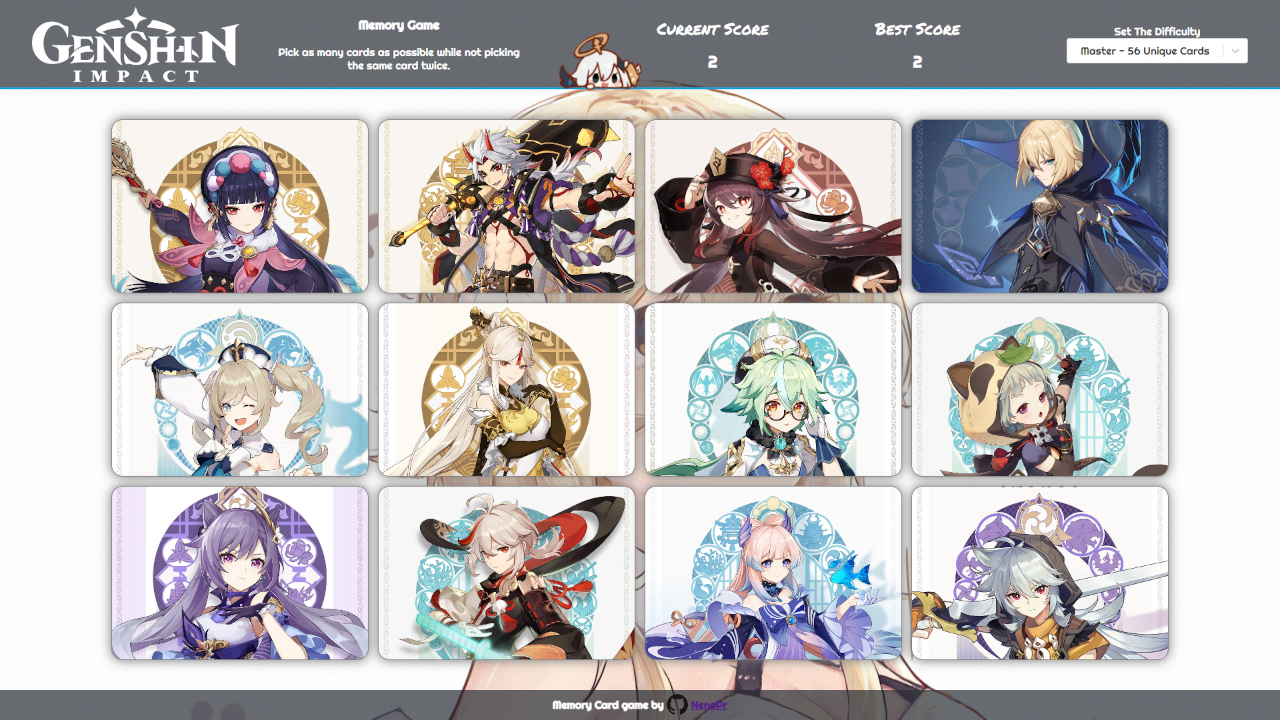 GENSHIN
IMPACT
Memory Game
Pick as many cards as possible while not picking
the same card twice.
Current Score
2
Best Score
2
Set The Difficulty
Master - 56 Unique Cards
Memory Card game by NenoPr